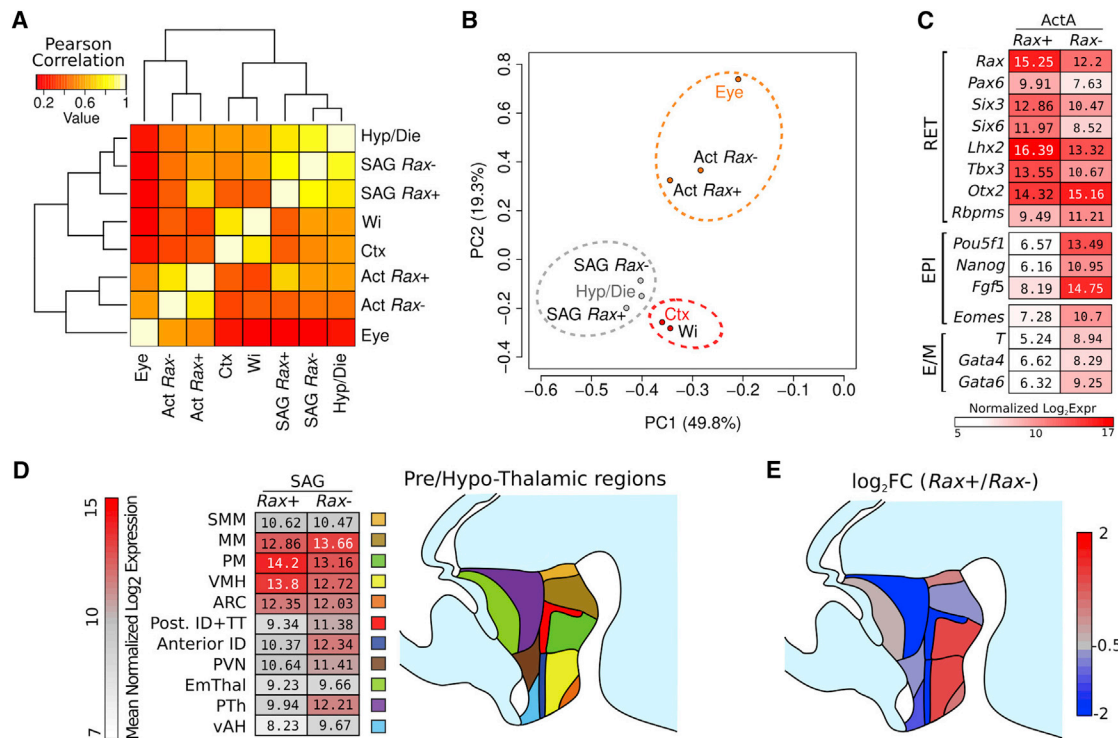 A
Pearson
Correlation
0.2 0.6 1
Value
Hyp/Die
SAG Rax-
SAG Rax+
Wi
Ctx
Act Rax+
Act Rax-
Eye
Eye
Act Rax-
Act Rax+
Ctx
Wi
SAG Rax+
SAG Rax-
Hyp/Die
B
PC2 (19.3%)
0.8
0.6
0.4
0.2
0.0
−0.2
−0.4
Eye
Act Rax-
Act Rax+
SAG Rax-
Hyp/Die
SAG Rax+
Ctx
Wi
−0.6 −0.5 −0.4 −0.3 −0.2 −0.1 0.0
PC1 (49.8%)
C
ActA
Rax+ Rax-
RET
Rax 15.25 12.2
Pax6 9.91 7.63
Six3 12.86 10.47
Six6 11.97 8.52
Lhx2 16.39 13.32
Tbx3 13.55 10.67
Otx2 14.32 15.16
Rbpms 9.49 11.21
EPI
Pou5f1 6.57 13.49
Nanog 6.16 10.95
Fgf5 8.19 14.75
E/M
Eomes 7.28 10.7
T 5.24 8.94
Gata4 6.62 8.29
Gata6 6.32 9.25
Normalized Log2Expr
5 10 17
D
Mean Normalized Log2 Expression
15
10
7
SAG
Rax+ Rax-
SMM 10.62 10.47
MM 12.86 13.66
PM 14.2 13.16
VMH 13.8 12.72
ARC 12.35 12.03
Post. ID+TT 9.34 11.38
Anterior ID 10.37 12.34
PVN 10.64 11.41
EmThal 9.23 9.66
PTh 9.94 12.21
vAH 8.23 9.67
Pre/Hypo-Thalamic regions
E
log2FC (Rax+/Rax-)
2
-0.5
-2